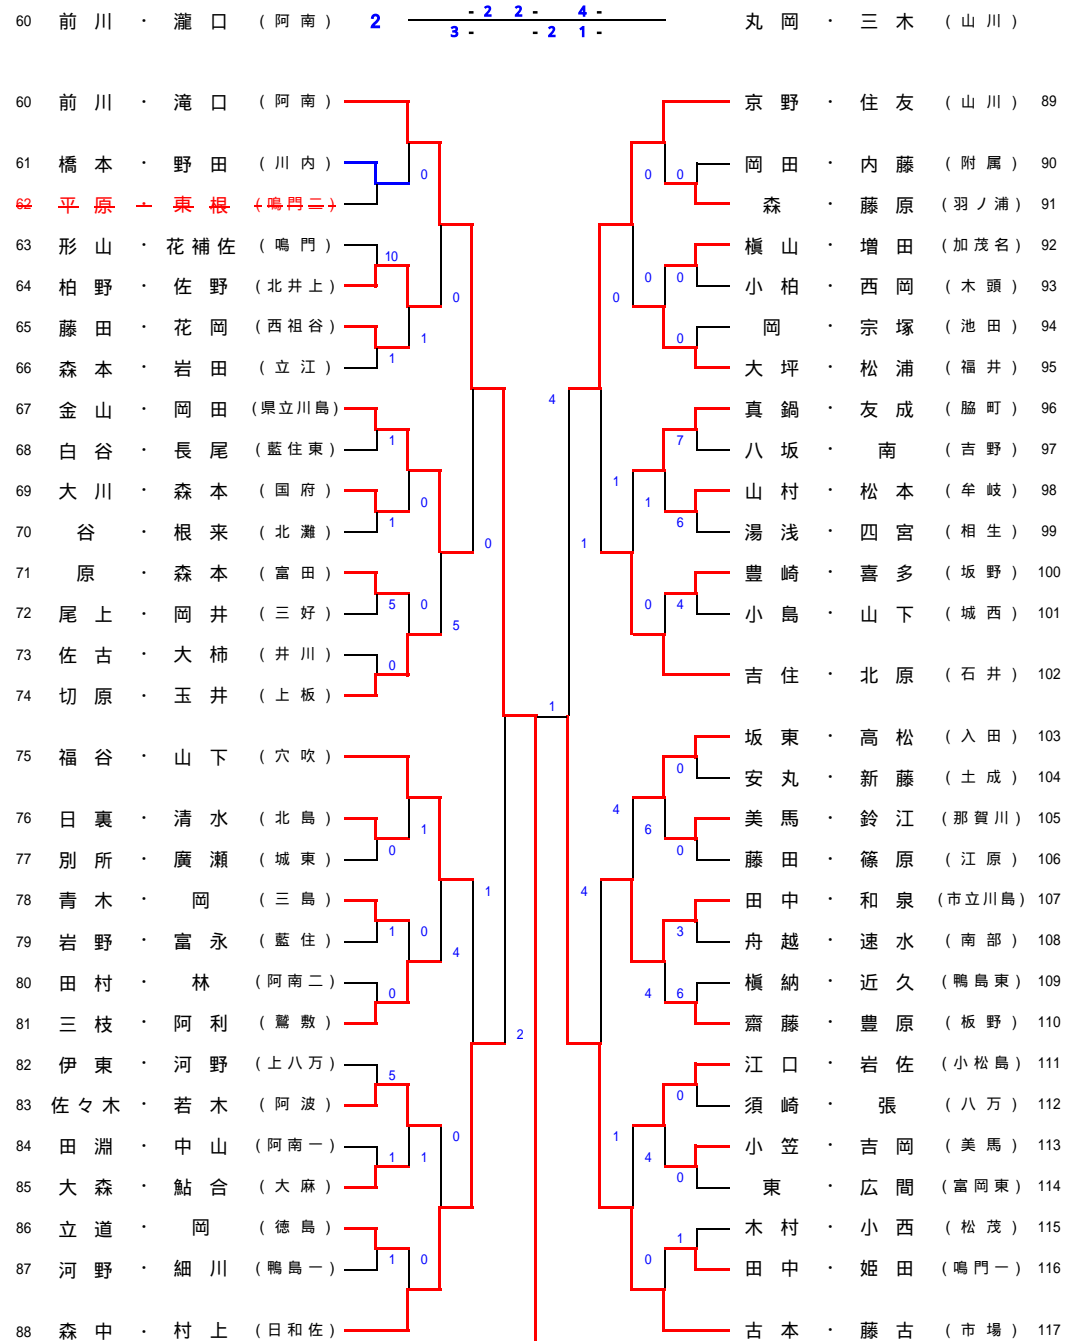 - 2 2 - 4 -
60 前川 ・ 瀧口 (阿南) 2 丸岡 ・ 三木 (山川)
3 - - 2 1 -
60 前川 ・ 滝口 (阿南) 京野 ・ 住友 (山川) 89
61 橋本 ・ 野田 (川内) 0 0 0 岡田 ・ 内藤 (附属) 90
62 平原 ・ 東根 (鳴門二) 森 ・ 藤原 (羽ノ浦) 91
63 形山 ・ 花補佐 (鳴門) 10 槇山 ・ 増田 (加茂名) 92
64 柏野 ・ 佐野 (北井上) 0 0 0 0 小柏 ・ 西岡 (木頭) 93
65 藤田 ・ 花岡 (西祖谷) 1 0 岡 ・ 宗塚 (池田) 94
66 森本 ・ 岩田 (立江) 1 大坪 ・ 松浦 (福井) 95
67 金山 ・ 岡田 (県立川島) 4 真鍋 ・ 友成 (脇町) 96
68 白谷 ・ 長尾 (藍住東) 1 7 八坂 ・ 南 (吉野) 97
69 大川 ・ 森本 (国府) 0 1 1 山村 ・ 松本 (牟岐) 98
70 谷 ・ 根来 (北灘) 1 0 1 6 湯浅 ・ 四宮 (相生) 99
71 原 ・ 森本 (富田) 豊崎 ・ 喜多 (坂野) 100
72 尾上 ・ 岡井 (三好) 5 0 5 0 4 小島 ・ 山下 (城西) 101
73 佐古 ・ 大柿 (井川) 0 吉住 ・ 北原 (石井) 102
74 切原 ・ 玉井 (上板) 1 坂東 ・ 高松 (入田) 103
75 福谷 ・ 山下 (穴吹) 0 安丸 ・ 新藤 (土成) 104
76 日裏 ・ 清水 (北島) 1 4 6 美馬 ・ 鈴江 (那賀川) 105
77 別所 ・ 廣瀬 (城東) 0 0 藤田 ・ 篠原 (江原) 106
78 青木 ・ 岡 (三島) 1 4 田中 ・ 和泉 (市立川島) 107
79 岩野 ・ 富永 (藍住) 1 0 4 3 舟越 ・ 速水 (南部) 108
80 田村 ・ 林 (阿南二) 0 4 6 槇納 ・ 近久 (鴨島東) 109
81 三枝 ・ 阿利 (鷲敷) 2 齋藤 ・ 豊原 (板野) 110
82 伊東 ・ 河野 (上八万) 5 江口 ・ 岩佐 (小松島) 111
83 佐々木 ・ 若木 (阿波) 0 須崎 ・ 張 (八万) 112
84 田淵 ・ 中山 (阿南一) 1 1 0 1 4 小笠 ・ 吉岡 (美馬) 113
85 大森 ・ 鮎合 (大麻) 0 東 ・ 広間 (富岡東) 114
86 立道 ・ 岡 (徳島) 1 木村 ・ 小西 (松茂) 115
87 河野 ・ 細川 (鴨島一) 1 0 0 田中 ・ 姫田 (鳴門一) 116
88 森中 ・ 村上 (日和佐) 古本 ・ 藤古 (市場) 117